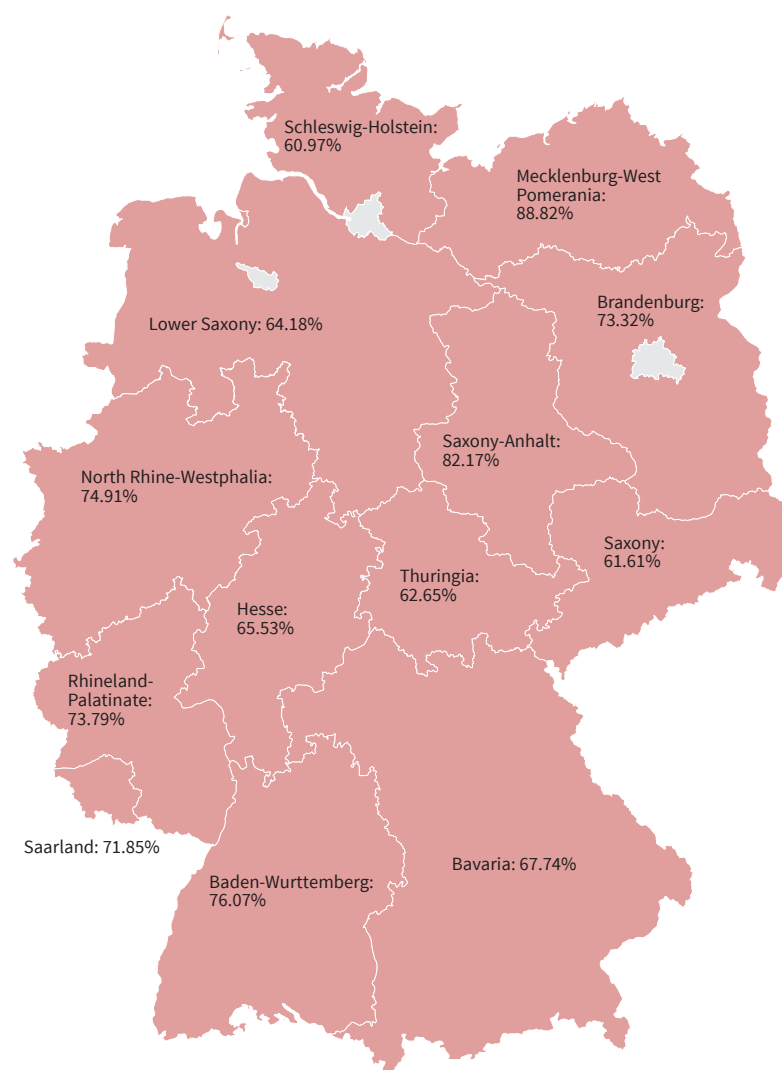 Schleswig-Holstein:
60.97%
Mecklenburg-West
Pomerania:
88.82%
Brandenburg:
73.32%
Lower Saxony: 64.18%
Saxony-Anhalt:
82.17%
North Rhine-Westphalia:
74.91%
Saxony:
61.61%
Thuringia:
62.65%
Hesse:
65.53%
Rhineland-
Palatinate:
73.79%
Saarland: 71.85%
Bavaria: 67.74%
Baden-Wurttemberg:
76.07%